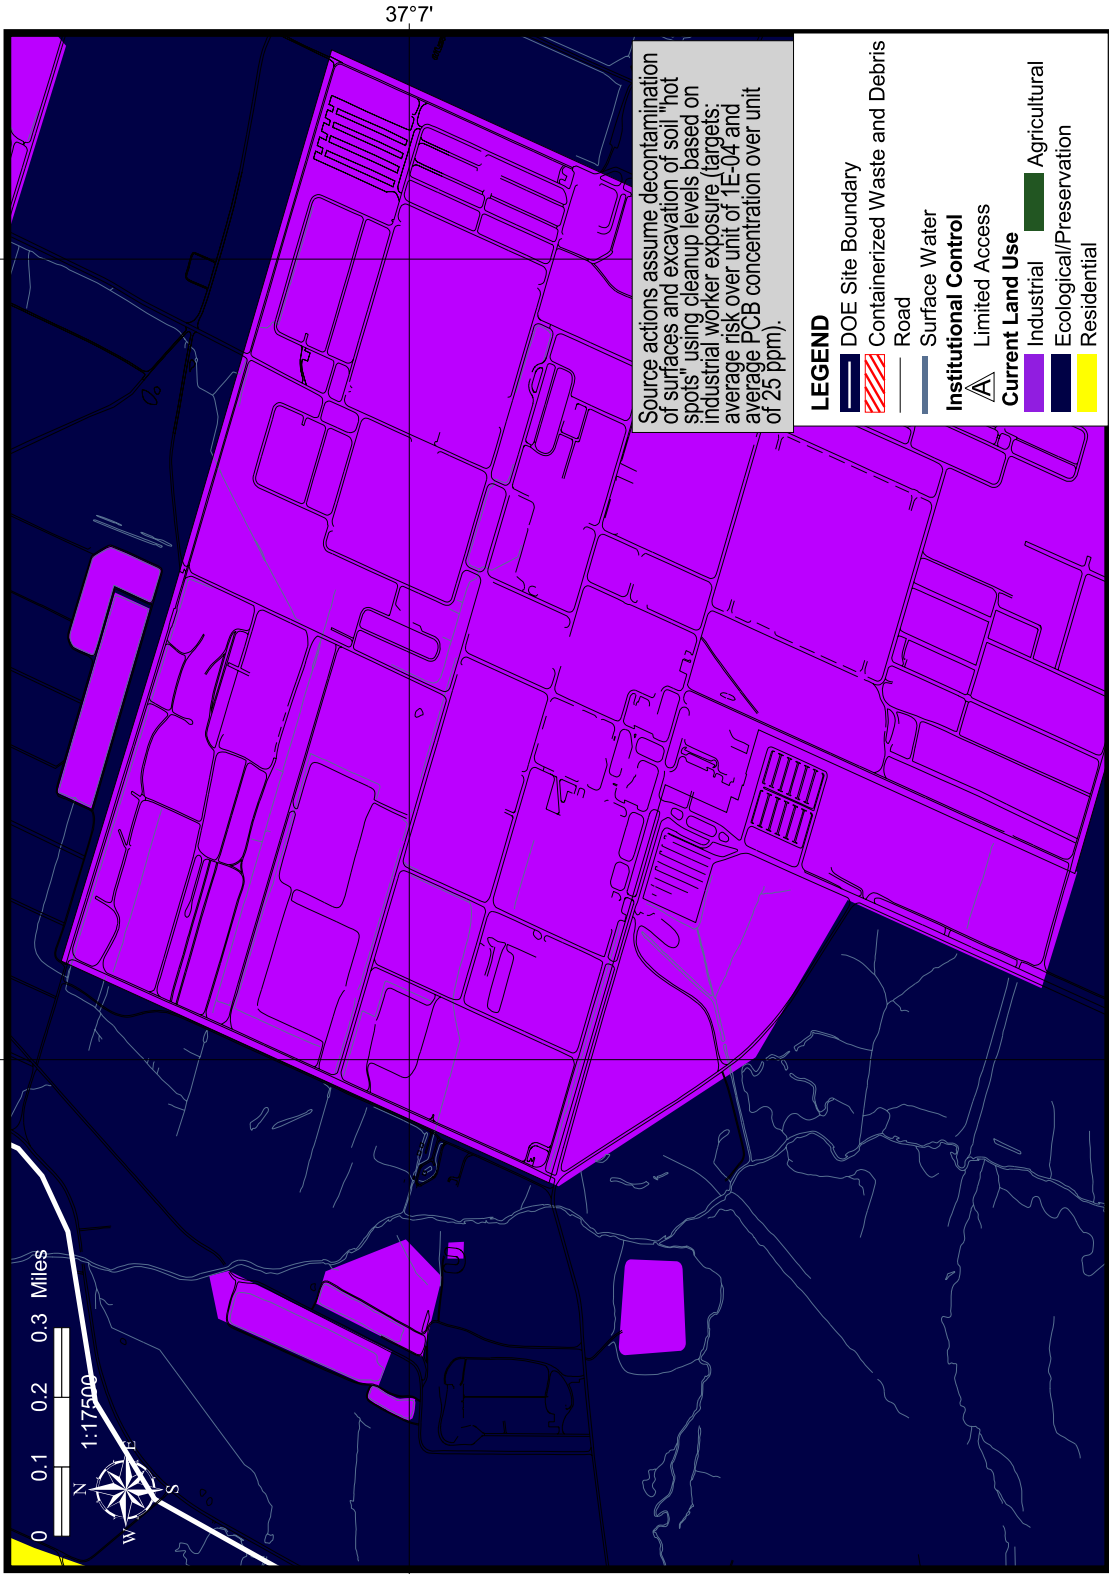 37°7'
Source actions assume decontamination
of surfaces and excavation of soil "hot
spots" using cleanup levels based on
industrial worker exposure (targets:
average risk over unit of 1E-04 and
average PCB concentration over unit
of 25 ppm).
LEGEND
DOE Site Boundary
Containerized Waste and Debris
Road
Surface Water
Institutional Control
A Limited Access
Current Land Use
Industrial Agricultural
Ecological/Preservation
Residential
0 0.1 0.2 0.3 Miles
1:17500
N
W E
S